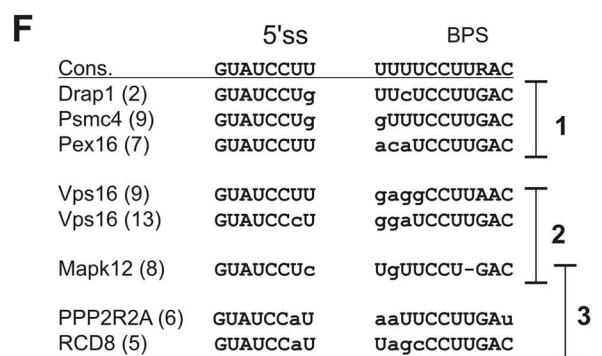 F
5'ss BPS
Cons. GUAUCCUU UUUUCCUURAC
Drap1 (2) GUAUCCUg UUcUCCUUGAC
Psmc4 (9) GUAUCCUg gUUUCCUUGAC
1
Pex16 (7) GUAUCCUU acaUCCUUGAC
Vps16 (9) GUAUCCUU gaggCCUUAAC
Vps16 (13) GUAUCCcU ggaUCCUUGAC
2
Mapk12 (8) GUAUCCUc UgUUCCU-GAC
3
PPP2R2A (6) GUAUCCaU aaUUCCUUGAu
RCD8 (5) GUAUCCaU UagcCCUUGAC